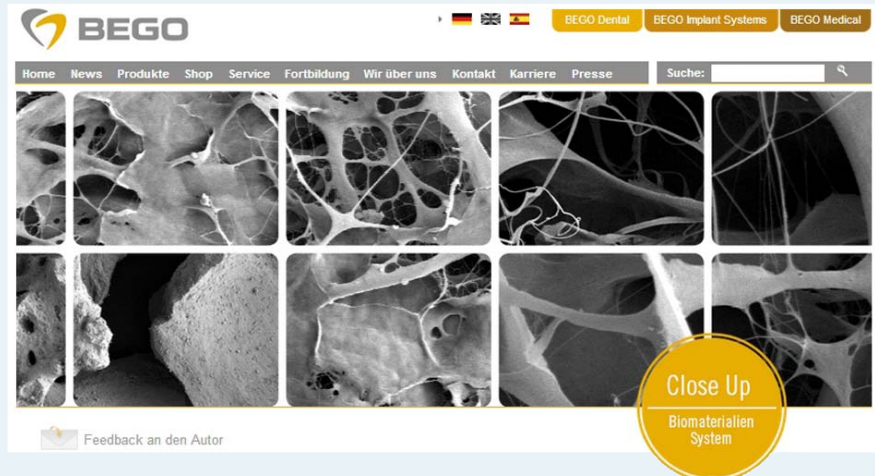 BEGO
BEGO Dental
BEGO Implant Systems
BEGO Medical
Home News Produkte Shop Service Fortbildung Wir über uns Kontakt Karriere Presse
Suche:
Close Up
Biomaterialien
System
Feedback an den Autor